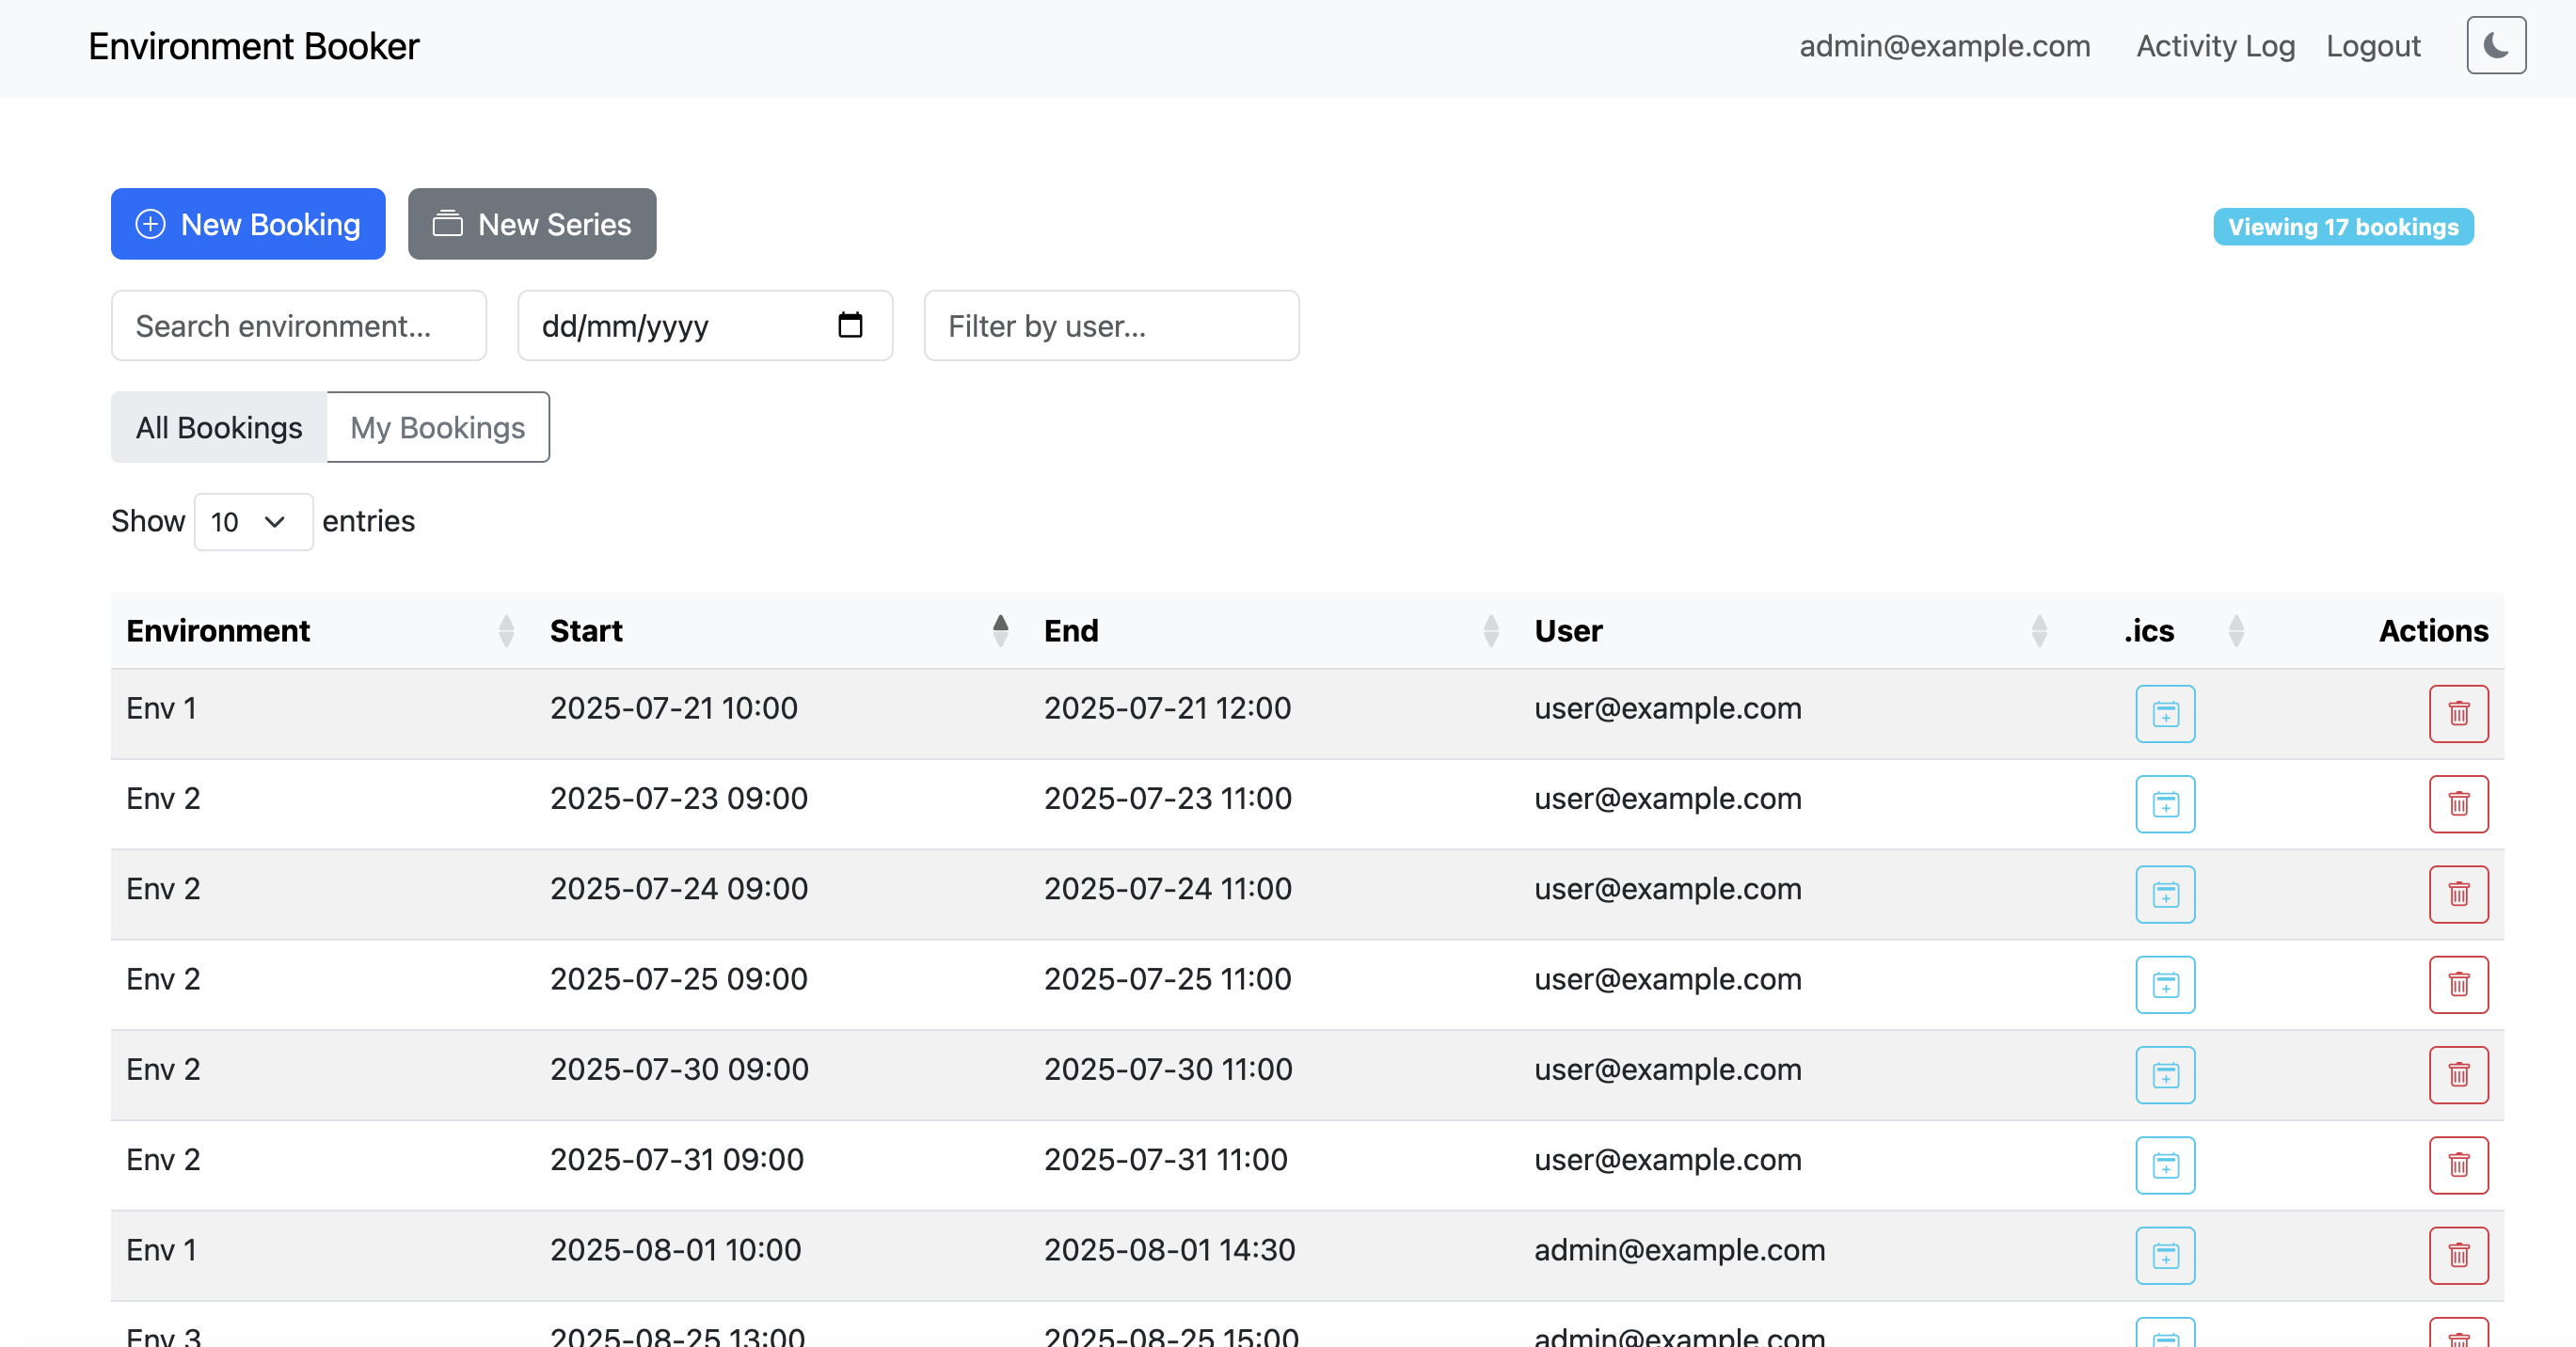 Environment Booker admin@example.com Activity Log Logout
New Booking New Series Viewing 17 bookings
Search environment... dd/mm/yyyy Filter by user...
All Bookings My Bookings
Show 10 entries
Environment Start End User .ics Actions
Env 1 2025-07-21 10:00 2025-07-21 12:00 user@example.com
Env 2 2025-07-23 09:00 2025-07-23 11:00 user@example.com
Env 2 2025-07-24 09:00 2025-07-24 11:00 user@example.com
Env 2 2025-07-25 09:00 2025-07-25 11:00 user@example.com
Env 2 2025-07-30 09:00 2025-07-30 11:00 user@example.com
Env 2 2025-07-31 09:00 2025-07-31 11:00 user@example.com
Env 1 2025-08-01 10:00 2025-08-01 14:30 admin@example.com
Env 3 2025-08-25 13:00 2025-08-25 15:00 admin@example.com